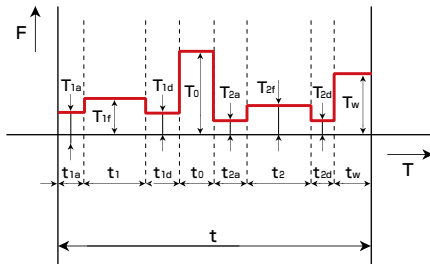 F
T1a T1d T2a T2f T2d
T1f T0 Tw
T
t1a t1 t1d t0 t2a t2 t2d tw
t